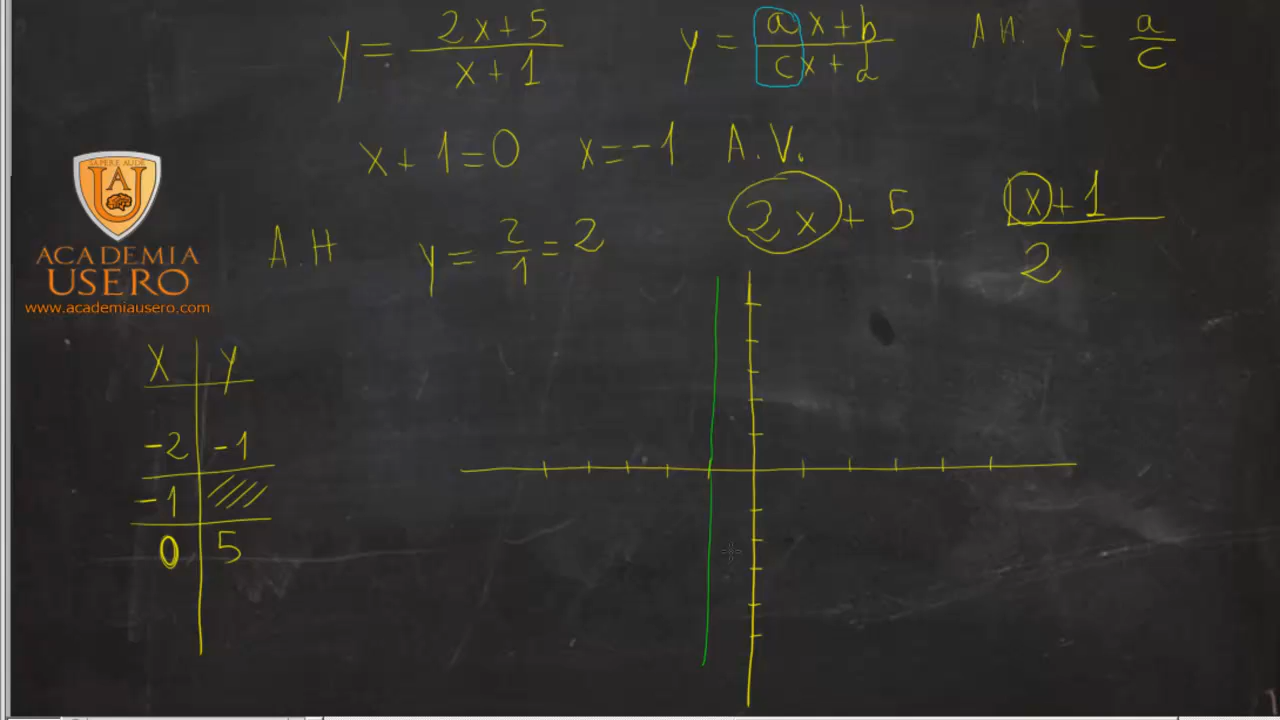 y = (2x + 5)/(x + 1)   y = (ax + b)/(cx + d)   A.H. y = a/c
x + 1 = 0   x = -1   A.V.
2x + 5   x + 1
2
A.H   y = 2/1 = 2
SAPERE AUDE
UA
ACADEMIA
USERO
www.academiausero.com
X   Y
-2   -1
-1
0   5